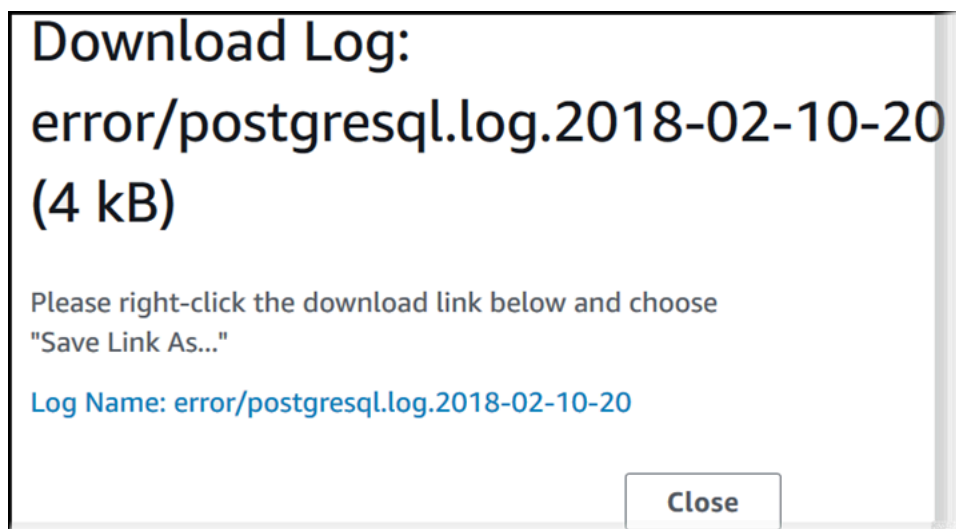 Download Log:
error/postgresql.log.2018-02-10-20
(4 kB)
Please right-click the download link below and choose
"Save Link As..."
Log Name: error/postgresql.log.2018-02-10-20
Close